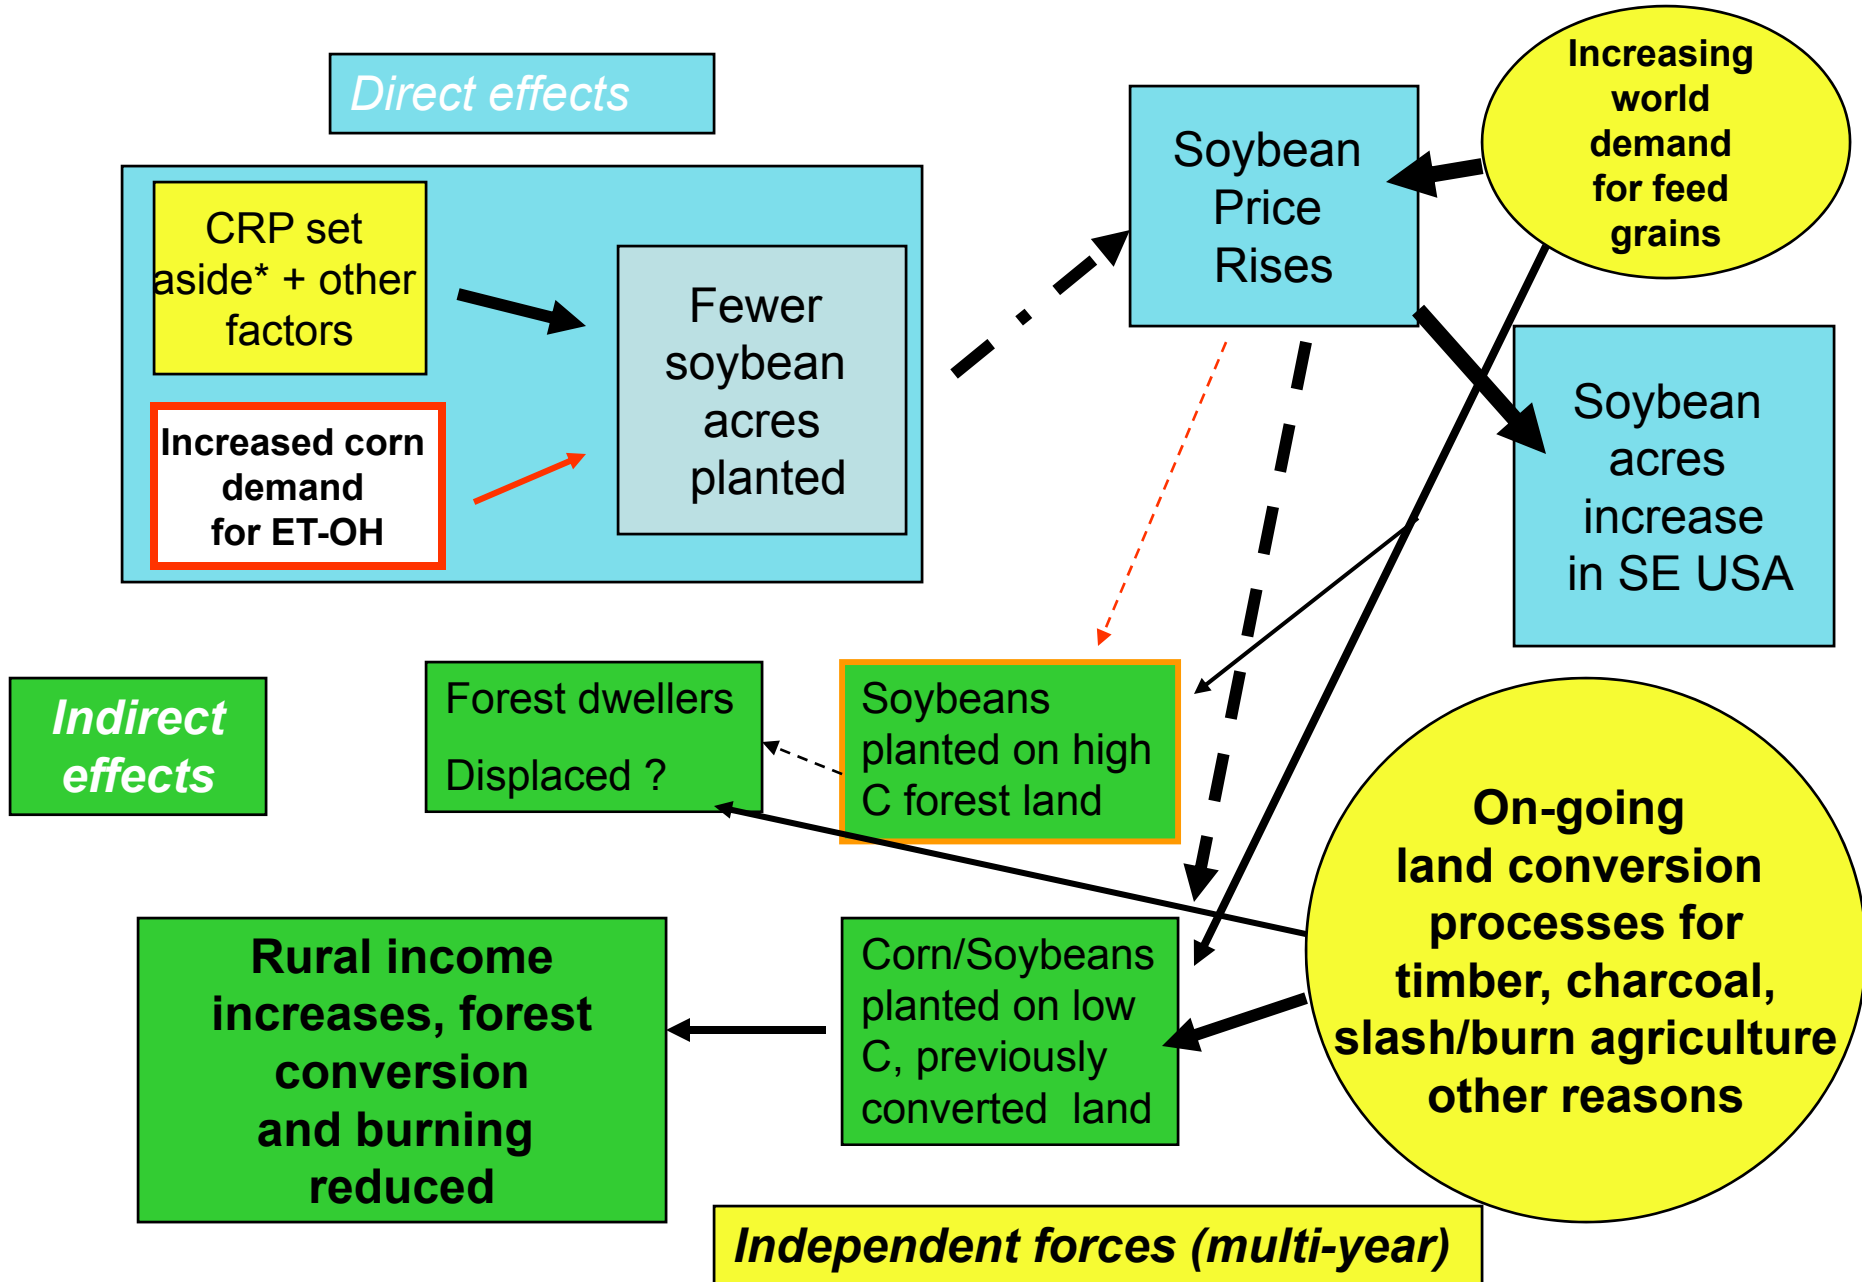 Direct effects
CRP set
aside* + other
factors
Increased corn
demand
for ET-OH
Fewer
soybean
acres
planted
Soybean
Price
Rises
Increasing
world
demand
for feed
grains
Soybean
acres
increase
in SE USA
Indirect
effects
Forest dwellers
Displaced ?
Soybeans
planted on high
C forest land
On-going
land conversion
processes for
timber, charcoal,
slash/burn agriculture
other reasons
Rural income
increases, forest
conversion
and burning
reduced
Corn/Soybeans
planted on low
C, previously
converted land
Independent forces (multi-year)